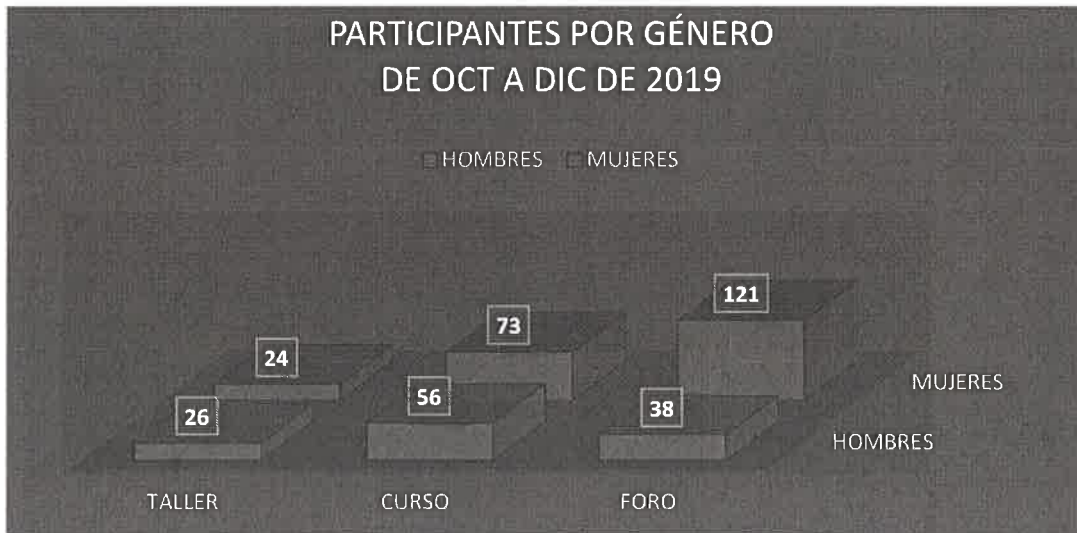 PARTICIPANTES POR GÉNERO
DE OCT A DIC DE 2019
HOMBRES MUJERES
121
73
24
56
26
38
MUJERES
HOMBRES
TALLER CURSO FORO